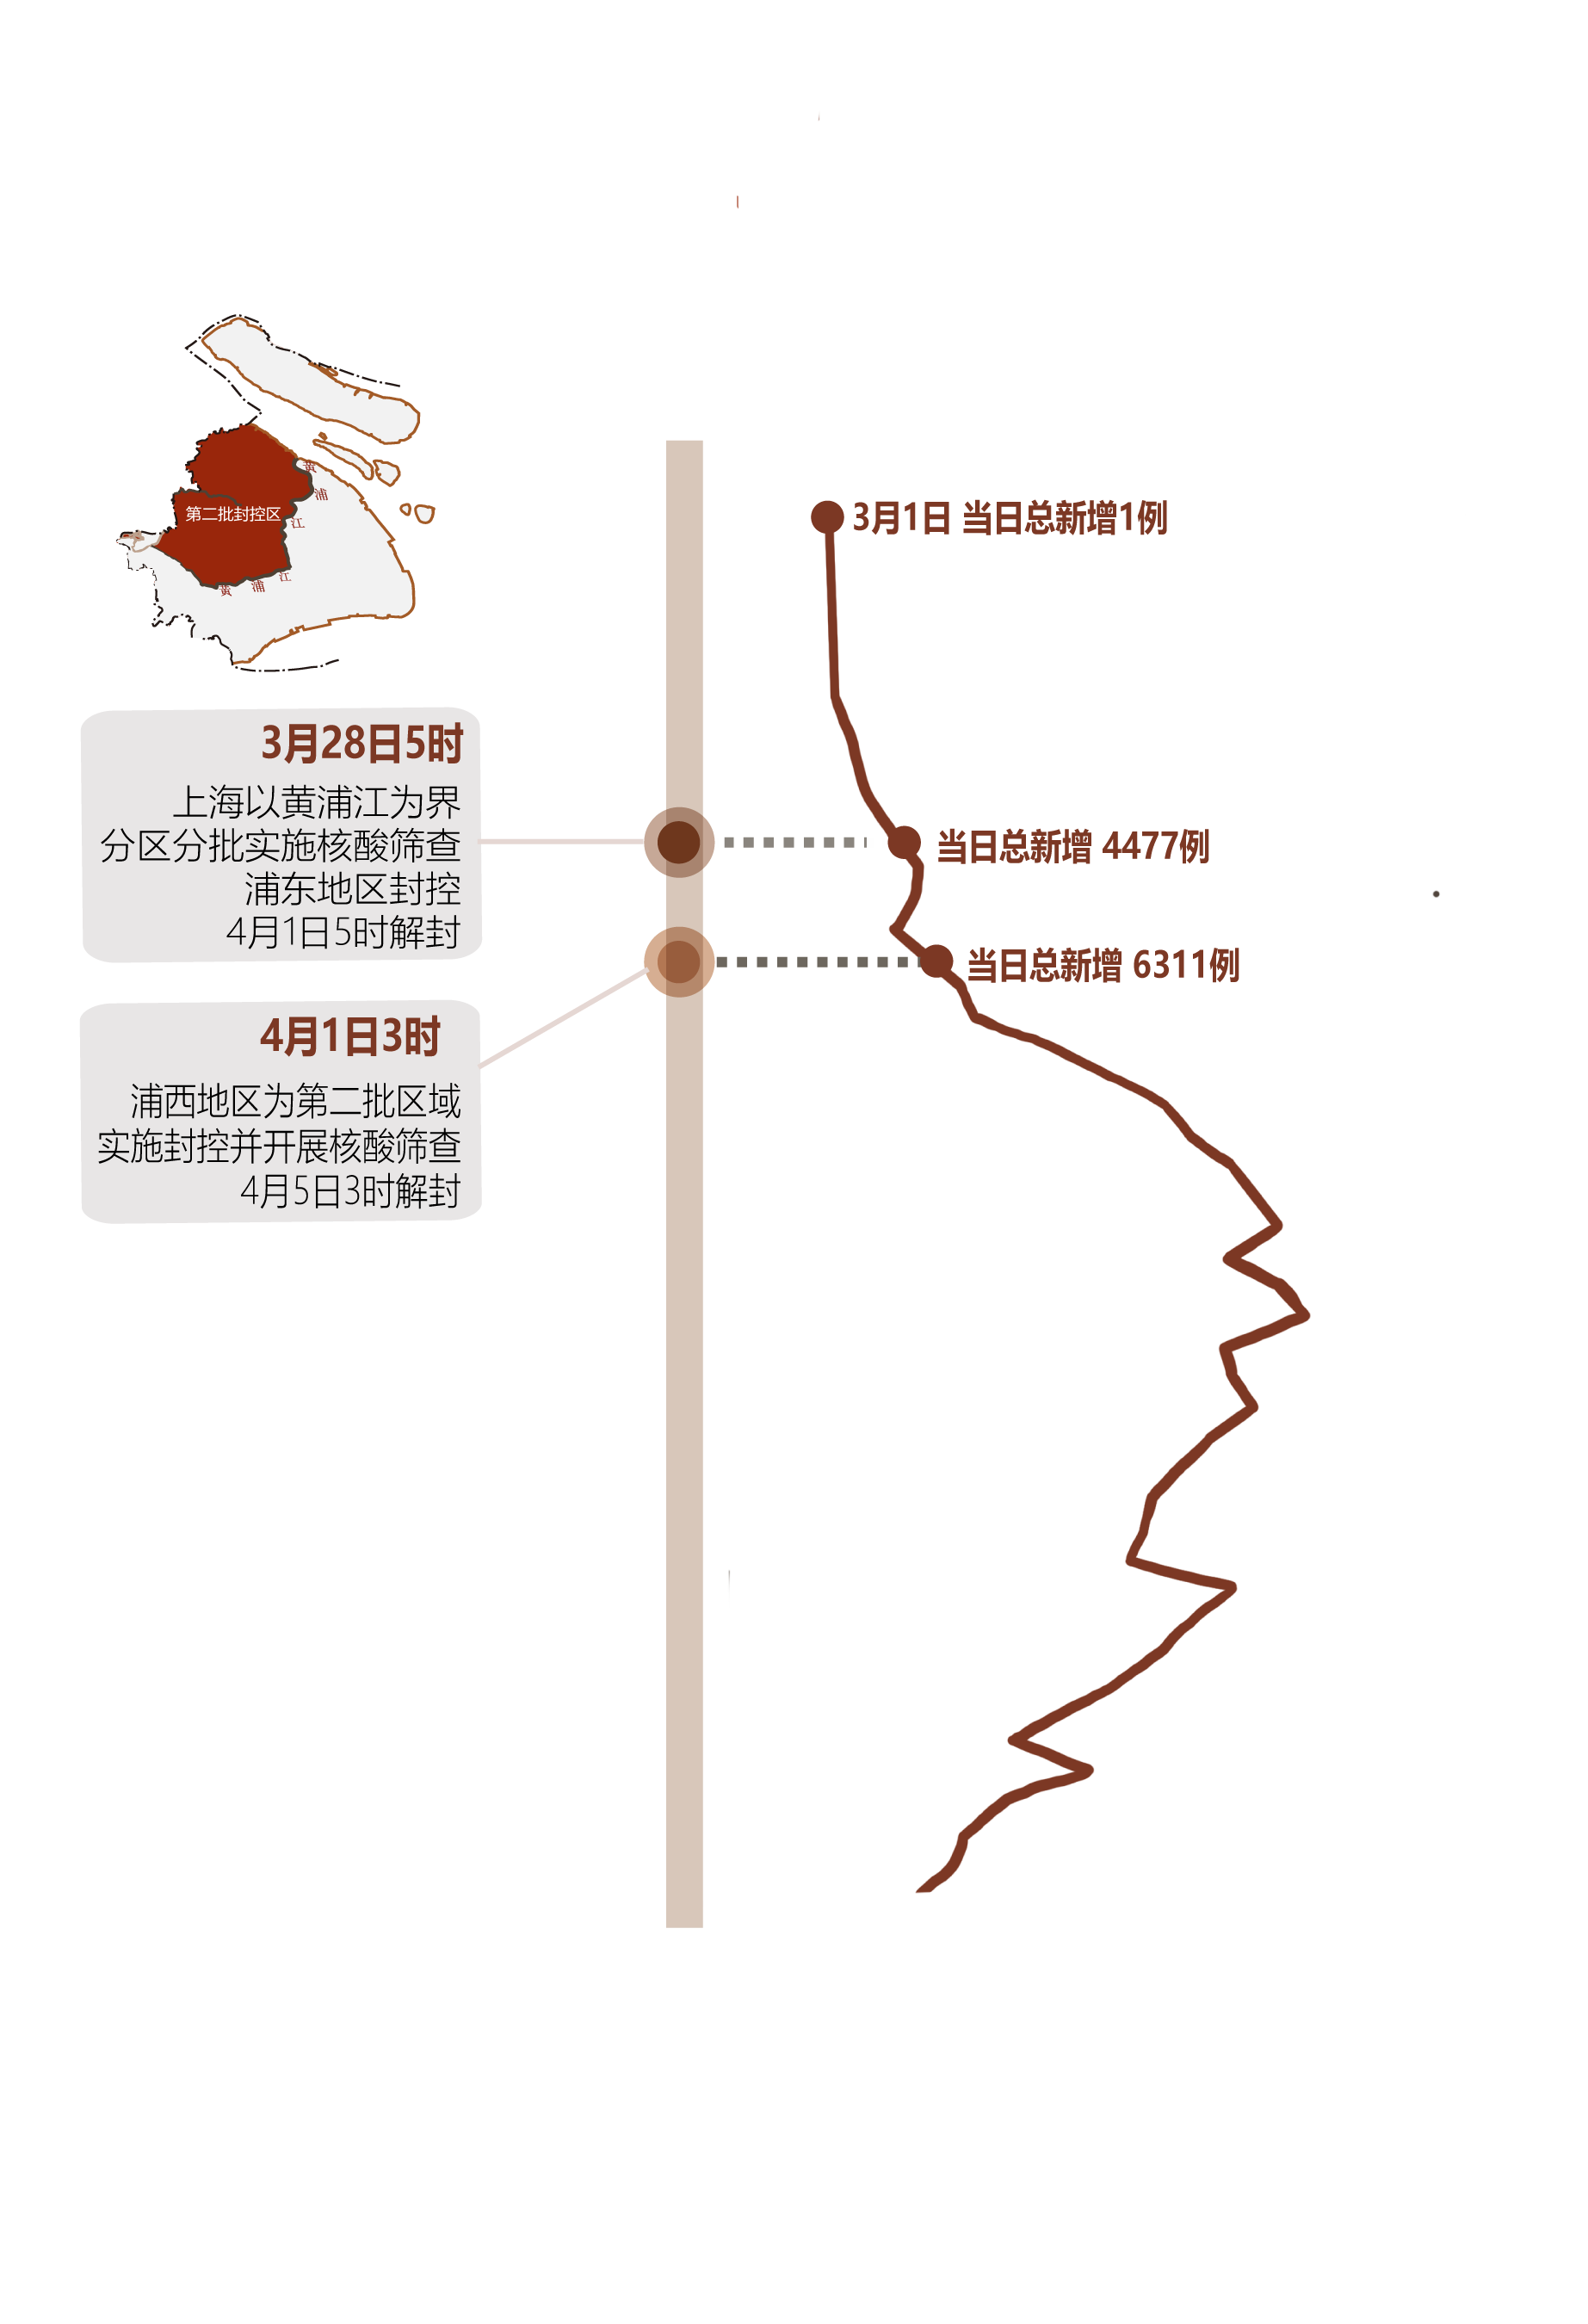 黄
浦
第二批封控区
江
黄 浦 江
3月1日 当日总新增1例
3月28日5时
上海以黄浦江为界
分区分批实施核酸筛查
浦东地区封控
4月1日5时解封
当日总新增 4477例
当日总新增 6311例
4月1日3时
浦西地区为第二批区域
实施封控并开展核酸筛查
4月5日3时解封